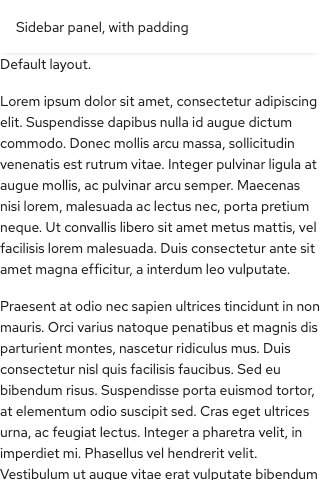 Sidebar panel, with padding
Default layout.
Lorem ipsum dolor sit amet, consectetur adipiscing
elit. Suspendisse dapibus nulla id augue dictum
commodo. Donec mollis arcu massa, sollicitudin
venenatis est rutrum vitae. Integer pulvinar ligula at
augue mollis, ac pulvinar arcu semper. Maecenas
nisi lorem, malesuada ac lectus nec, porta pretium
neque. Ut convallis libero sit amet metus mattis, vel
facilisis lorem malesuada. Duis consectetur ante sit
amet magna efficitur, a interdum leo vulputate.
Praesent at odio nec sapien ultrices tincidunt in non
mauris. Orci varius natoque penatibus et magnis dis
parturient montes, nascetur ridiculus mus. Duis
consectetur nisl quis facilisis faucibus. Sed eu
bibendum risus. Suspendisse porta euismod tortor,
at elementum odio suscipit sed. Cras eget ultrices
urna, ac feugiat lectus. Integer a pharetra velit, in
imperdiet mi. Phasellus vel hendrerit velit.
Vestibulum ut augue vitae erat vulputate bibendum